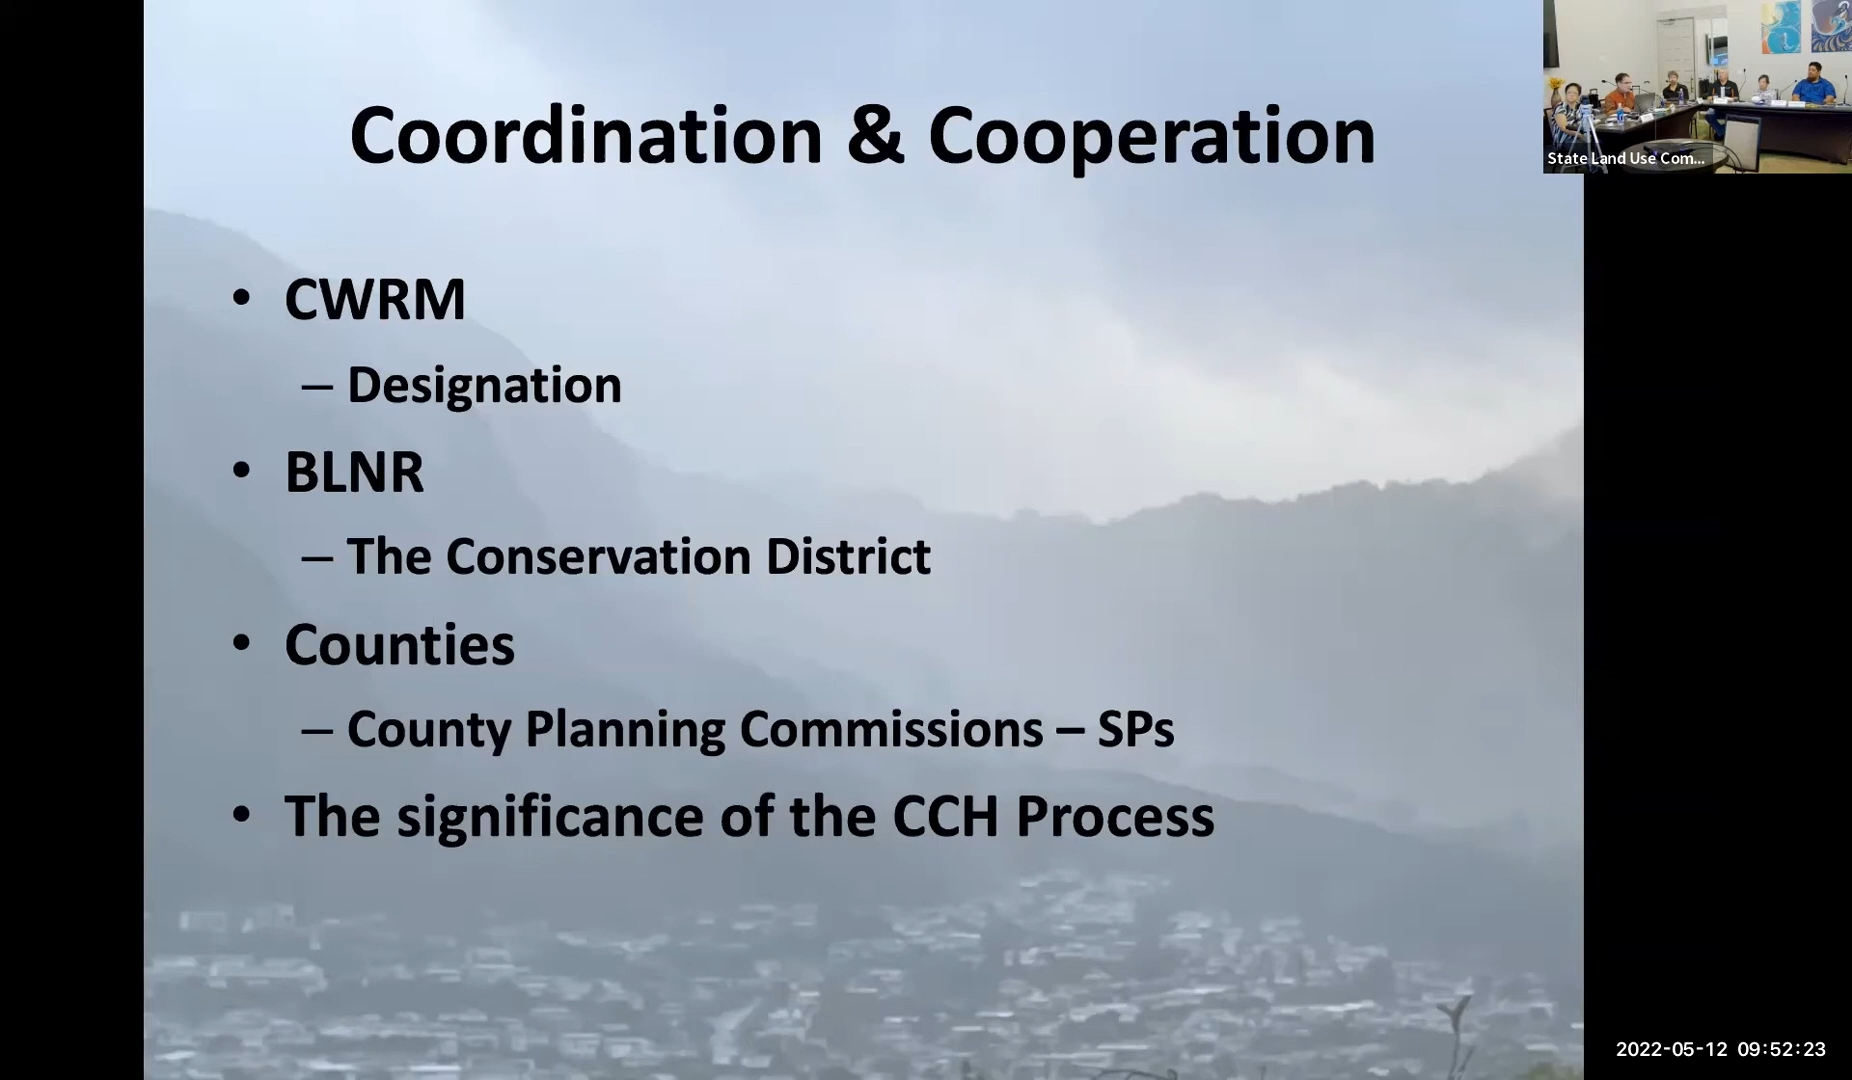 Coordination & Cooperation
• CWRM
– Designation
• BLNR
– The Conservation District
• Counties
– County Planning Commissions – SPs
• The significance of the CCH Process
State Land Use Com...
2022-05-12 09:52:23